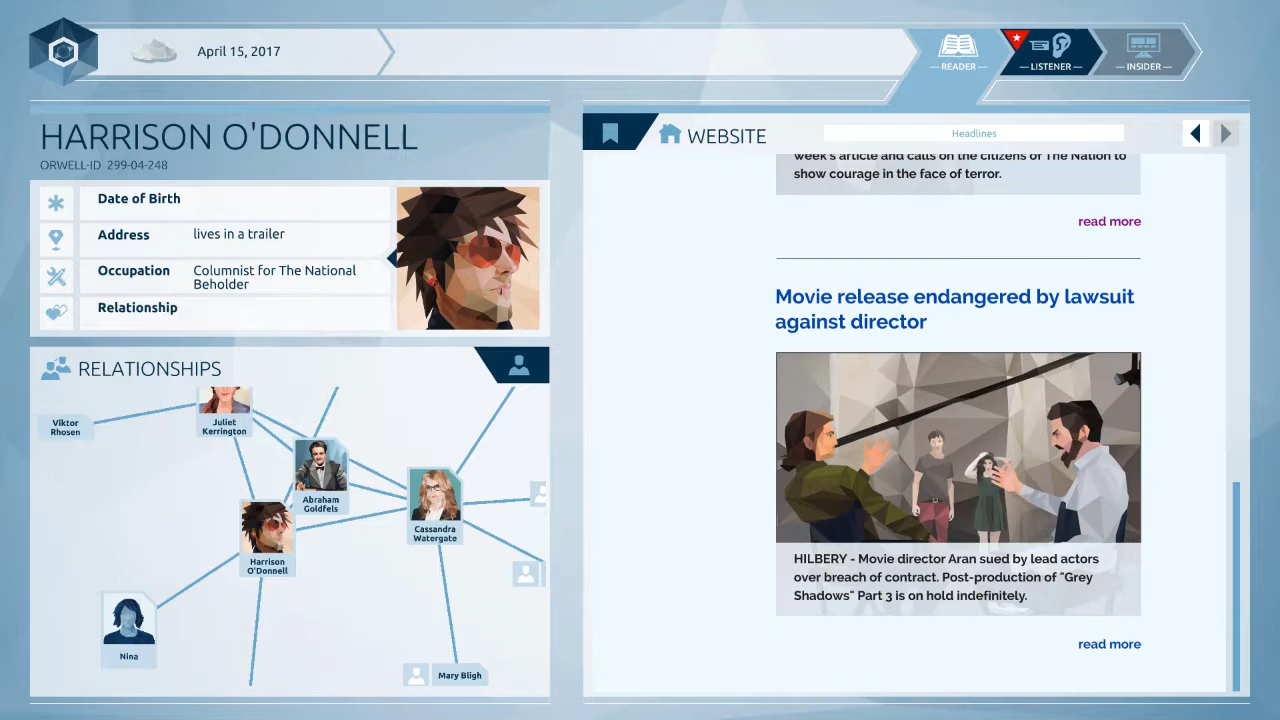 April 15, 2017
— READER —
— LISTENER —
— INSIDER —
HARRISON O'DONNELL
ORWELL-ID 299-04-248
Date of Birth
Address lives in a trailer
Occupation Columnist for The National
Beholder
Relationship
RELATIONSHIPS
Viktor
Rhosen
Juliet
Kerrington
Abraham
Goldfels
Cassandra
Watergate
Harrison
O'Donnell
Nina
Mary Bligh
WEBSITE
Headlines
week's article and calls on the citizens of The Nation to
show courage in the face of terror.
read more
Movie release endangered by lawsuit
against director
HILBERY - Movie director Aran sued by lead actors
over breach of contract. Post-production of "Grey
Shadows" Part 3 is on hold indefinitely.
read more